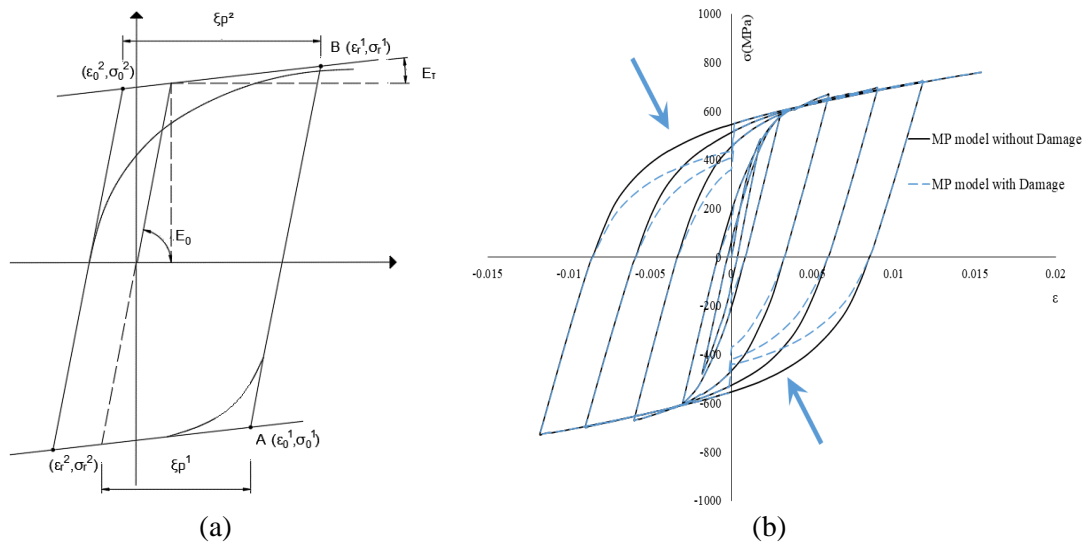 ξp²
B (εr¹,σr¹)
(ε0²,σ0²)
ET
E0
A (ε0¹,σ0¹)
(εr²,σr²)
ξp¹
(a)
σ(MPa)
1000
800
600
400
200
0
-200
-400
-600
-800
-1000
-0.015
-0.01
-0.005
0
0.005
0.01
0.015
0.02
ε
MP model without Damage
MP model with Damage
(b)